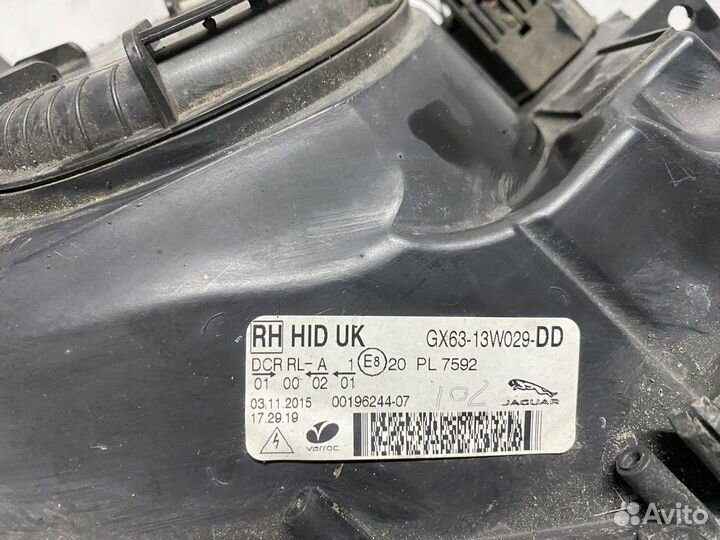 RH HID UK GX63-13W029-DD
DCR RL- A 1 E8 20 PL 7592
01 00 02 01
03.11.2015 00196244-07 102
17.29.19
JAGUAR
varroc
Avito